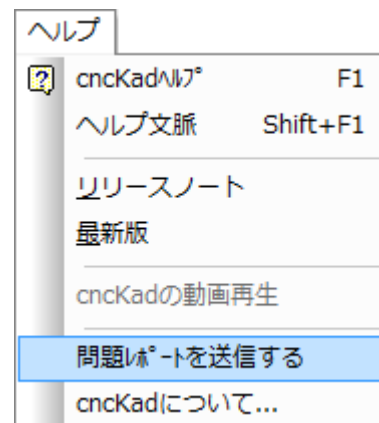 ヘルプ
cncKadﾍﾙﾌﾟ F1
ヘルプ文脈 Shift+F1
リリースノート
最新版
cncKadの動画再生
問題ﾚﾎﾟｰﾄを送信する
cncKadについて...